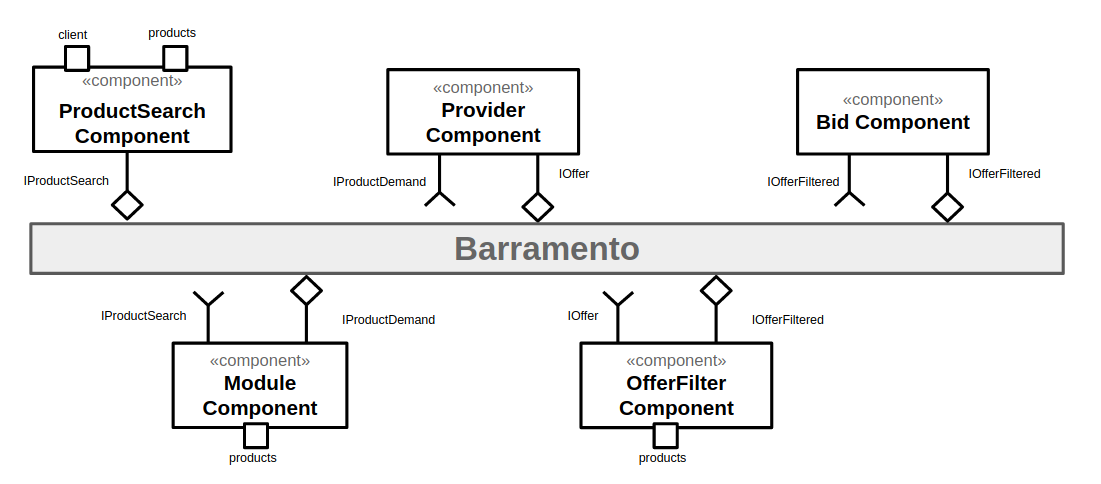 client
products
«component»
ProductSearch
Component
IProductSearch
«component»
Provider
Component
IProductDemand
IOffer
«component»
Bid Component
IOfferFiltered
IOfferFiltered
Barramento
IProductSearch
IProductDemand
«component»
Module
Component
products
IOffer
IOfferFiltered
«component»
OfferFilter
Component
products